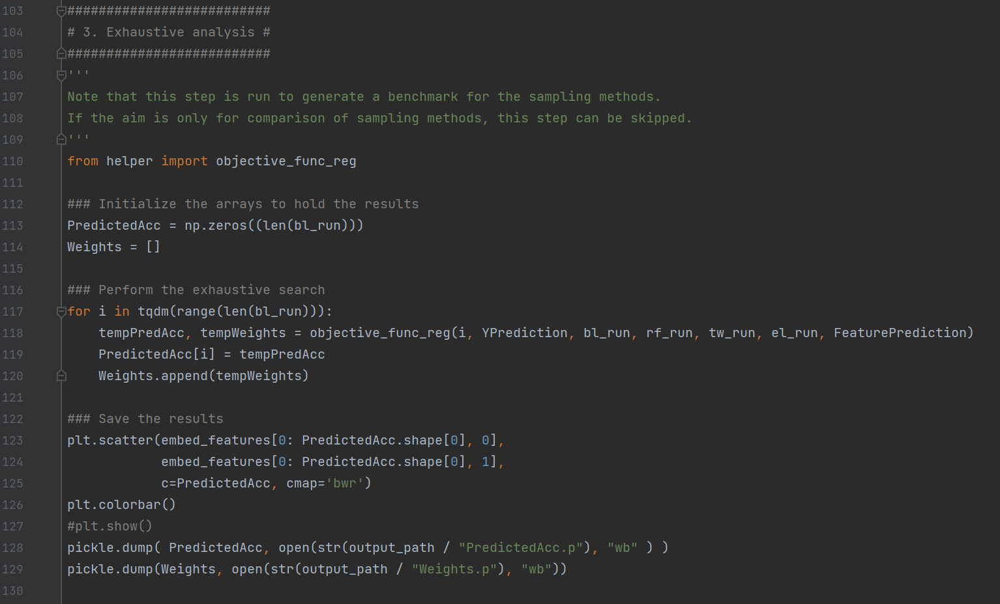 103 ##########################
104 # 3. Exhaustive analysis #
105 ##########################
106 '''
107 Note that this step is run to generate a benchmark for the sampling methods.
108 If the aim is only for comparison of sampling methods, this step can be skipped.
109 '''
110 from helper import objective_func_reg
111
112 ### Initialize the arrays to hold the results
113 PredictedAcc = np.zeros((len(bl_run)))
114 Weights = []
115
116 ### Perform the exhaustive search
117 for i in tqdm(range(len(bl_run))):
118     tempPredAcc, tempWeights = objective_func_reg(i, YPrediction, bl_run, rf_run, tw_run, el_run, FeaturePrediction)
119     PredictedAcc[i] = tempPredAcc
120     Weights.append(tempWeights)
121
122 ### Save the results
123 plt.scatter(embed_features[0: PredictedAcc.shape[0], 0],
124             embed_features[0: PredictedAcc.shape[0], 1],
125             c=PredictedAcc, cmap='bwr')
126 plt.colorbar()
127 #plt.show()
128 pickle.dump( PredictedAcc, open(str(output_path / "PredictedAcc.p"), "wb" ) )
129 pickle.dump(Weights, open(str(output_path / "Weights.p"), "wb"))
130